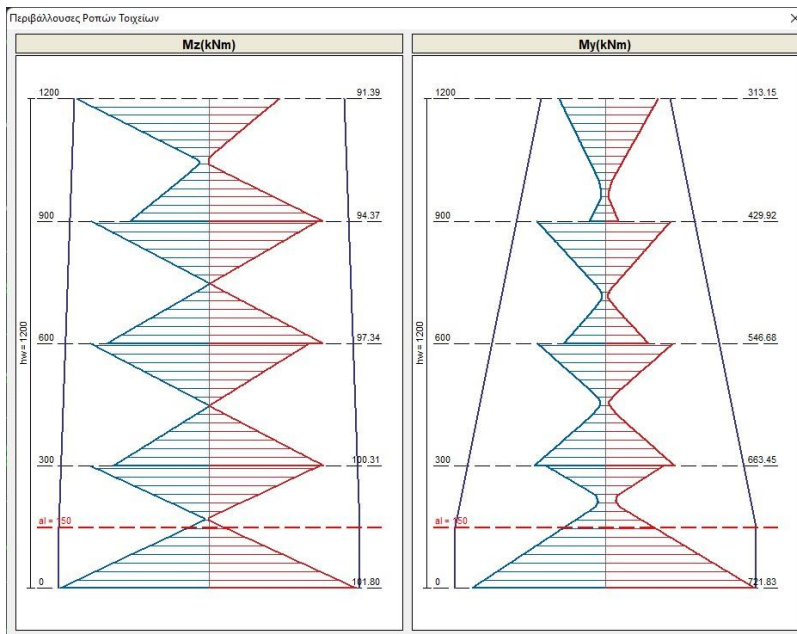 Περιβάλλουσες Ροπών Τοιχείων
Mz(kNm)
1200
91.39
900
94.37
600
97.34
300
100.31
al = 150
0
101.80
hw = 1200
My(kNm)
1200
313.15
900
429.92
600
546.68
300
663.45
al = 150
0
721.83
hw = 1200